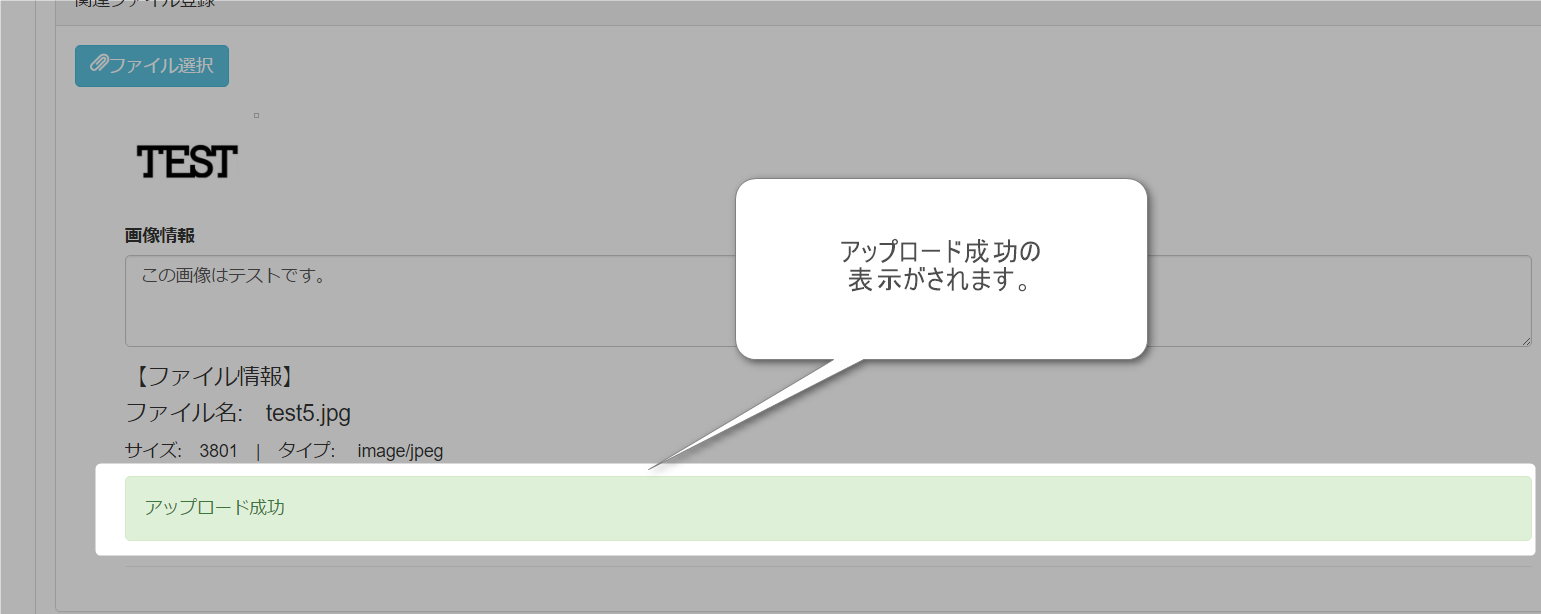 関連ファイル登録
ファイル選択
TEST
画像情報
この画像はテストです。
アップロード成功の
表示がされます。
【ファイル情報】
ファイル名: test5.jpg
サイズ: 3801 | タイプ: image/jpeg
アップロード成功